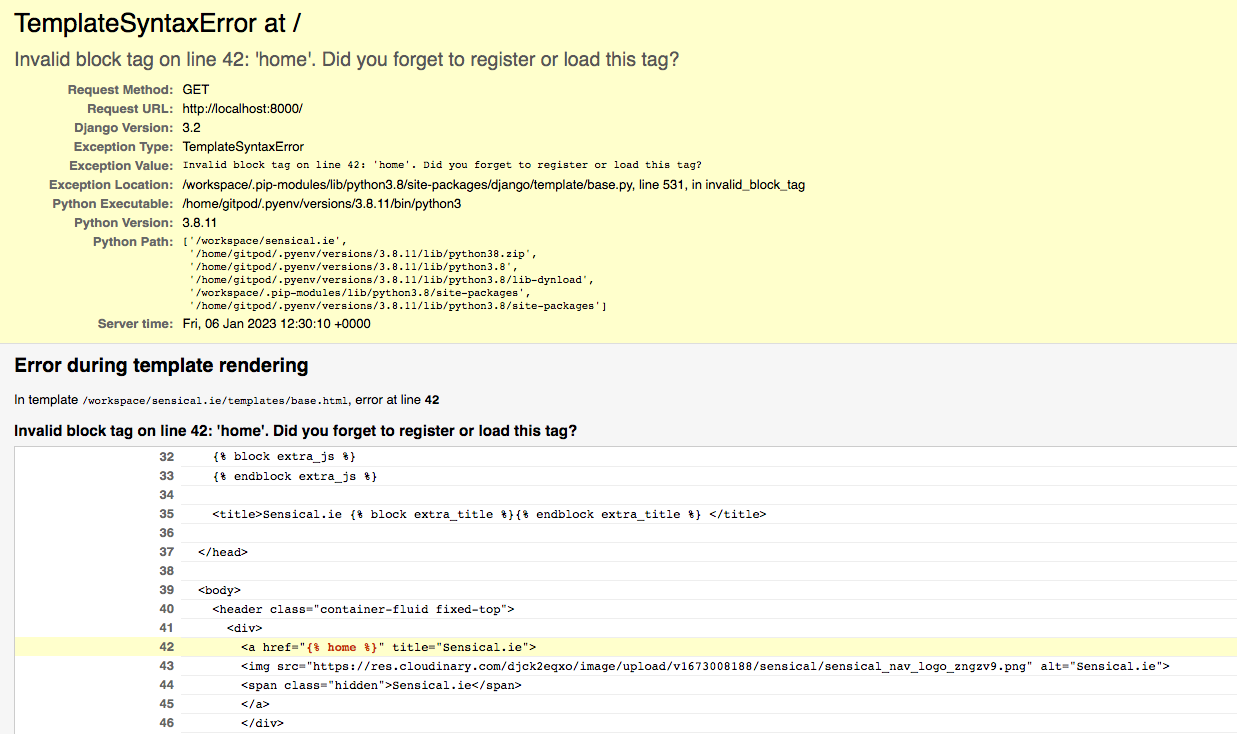 TemplateSyntaxError at /
Invalid block tag on line 42: 'home'. Did you forget to register or load this tag?
Request Method: GET
Request URL: http://localhost:8000/
Django Version: 3.2
Exception Type: TemplateSyntaxError
Exception Value: Invalid block tag on line 42: 'home'. Did you forget to register or load this tag?
Exception Location: /workspace/.pip-modules/lib/python3.8/site-packages/django/template/base.py, line 531, in invalid_block_tag
Python Executable: /home/gitpod/.pyenv/versions/3.8.11/bin/python3
Python Version: 3.8.11
Python Path: ['/workspace/sensical.ie',
'/home/gitpod/.pyenv/versions/3.8.11/lib/python38.zip',
'/home/gitpod/.pyenv/versions/3.8.11/lib/python3.8',
'/home/gitpod/.pyenv/versions/3.8.11/lib/python3.8/lib-dynload',
'/workspace/.pip-modules/lib/python3.8/site-packages',
'/home/gitpod/.pyenv/versions/3.8.11/lib/python3.8/site-packages']
Server time: Fri, 06 Jan 2023 12:30:10 +0000
Error during template rendering
In template /workspace/sensical.ie/templates/base.html, error at line 42
Invalid block tag on line 42: 'home'. Did you forget to register or load this tag?
32 {% block extra_js %}
33 {% endblock extra_js %}
34
35 <title>Sensical.ie {% block extra_title %}{% endblock extra_title %} </title>
36
37 </head>
38
39 <body>
40 <header class="container-fluid fixed-top">
41 <div>
42 <a href="{% home %}" title="Sensical.ie">
43 <img src="https://res.cloudinary.com/djck2eqxo/image/upload/v1673008188/sensical/sensical_nav_logo_zngzv9.png" alt="Sensical.ie">
44 <span class="hidden">Sensical.ie</span>
45 </a>
46 </div>